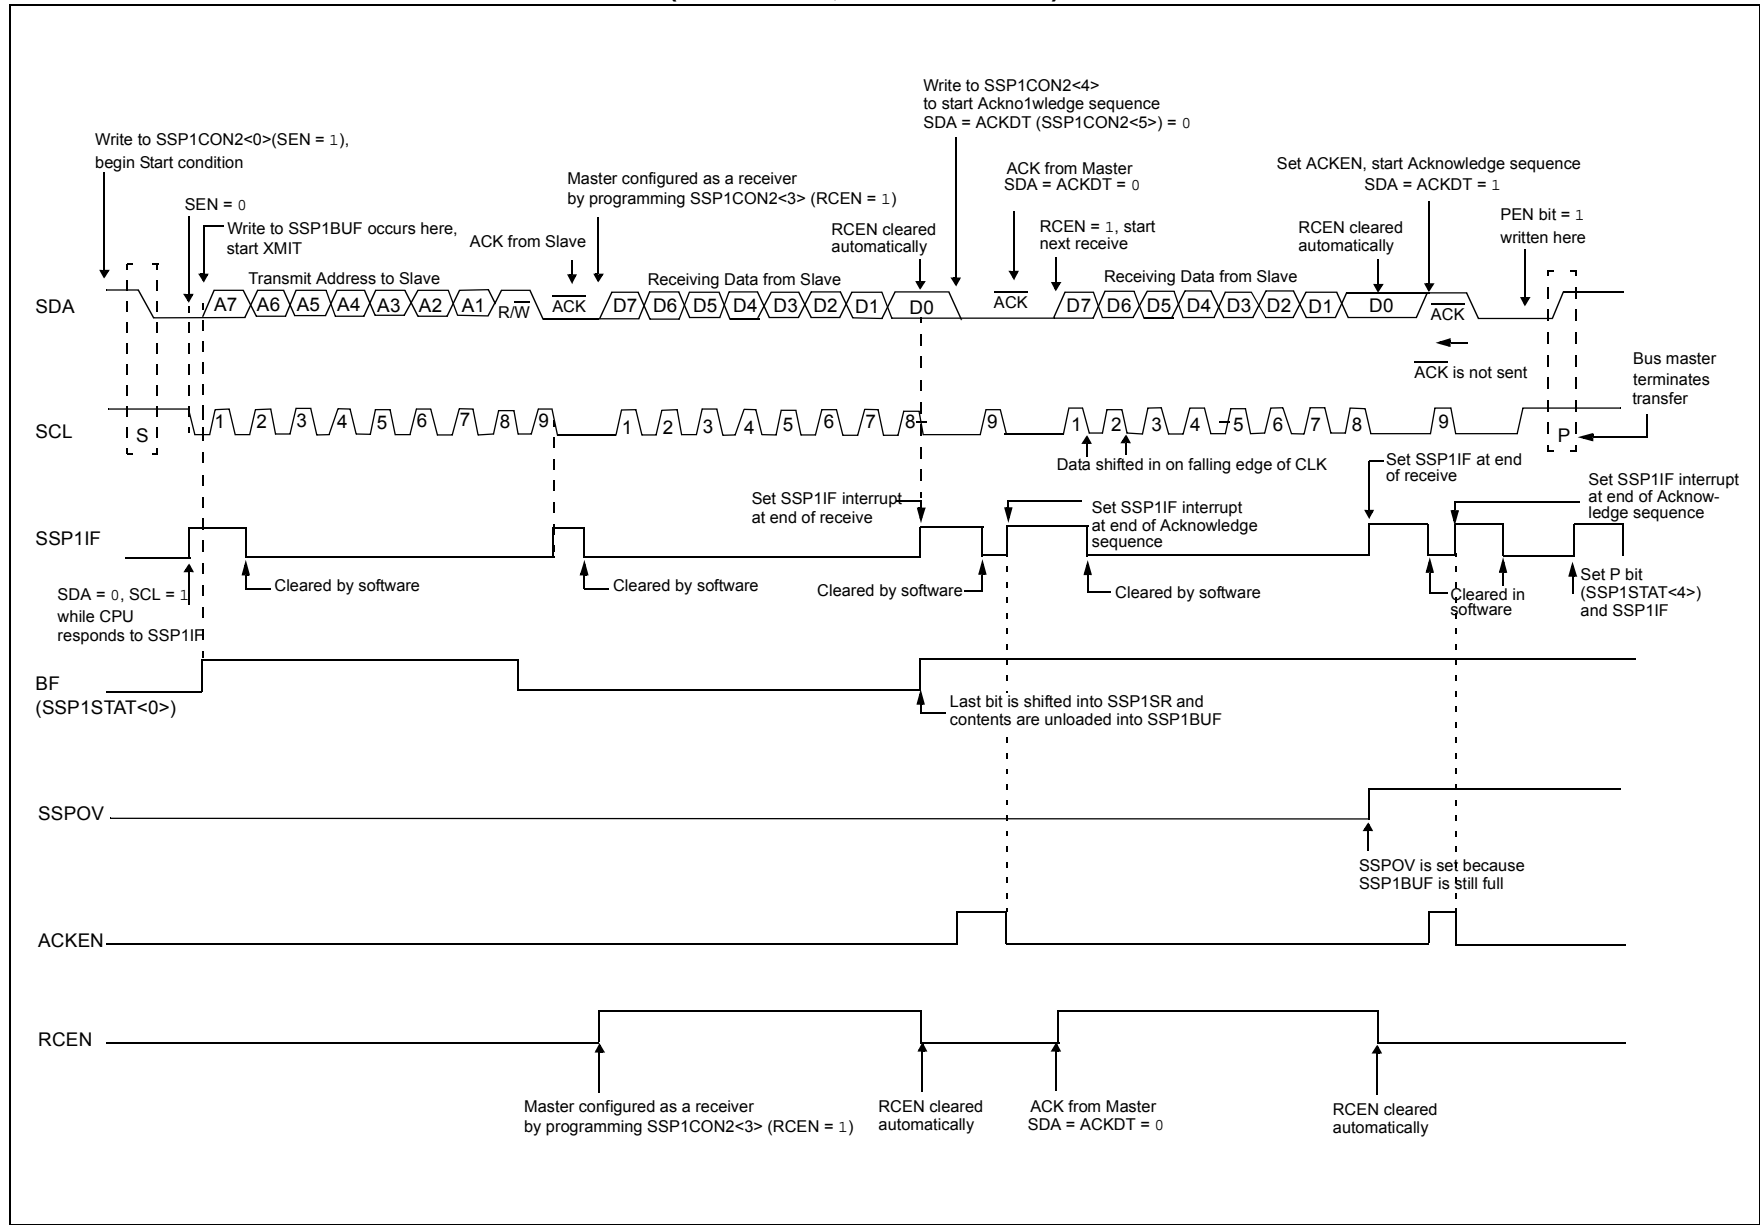 Write to SSP1CON2<4>
to start Ackno1wledge sequence
SDA = ACKDT (SSP1CON2<5>) = 0
Write to SSP1CON2<0>(SEN = 1),
begin Start condition
ACK from Master
SDA = ACKDT = 0
Set ACKEN, start Acknowledge sequence
SDA = ACKDT = 1
Master configured as a receiver
by programming SSP1CON2<3> (RCEN = 1)
SEN = 0
Write to SSP1BUF occurs here,
start XMIT
ACK from Slave
RCEN cleared
automatically
RCEN = 1, start
next receive
RCEN cleared
automatically
PEN bit = 1
written here
Transmit Address to Slave
Receiving Data from Slave
Receiving Data from Slave
SDA
A7 A6 A5 A4 A3 A2 A1 R/W ACK D7 D6 D5 D4 D3 D2 D1 D0 ACK D7 D6 D5 D4 D3 D2 D1 D0 ACK
ACK is not sent
Bus master
terminates
transfer
SCL
S 1 2 3 4 5 6 7 8 9 1 2 3 4 5 6 7 8 9 1 2 3 4 5 6 7 8 9 P
Data shifted in on falling edge of CLK
Set SSP1IF at end
of receive
Set SSP1IF interrupt
at end of receive
Set SSP1IF interrupt
at end of Acknowledge
sequence
Set SSP1IF interrupt
at end of Acknow-
ledge sequence
SSP1IF
SDA = 0, SCL = 1
while CPU
responds to SSP1IF
Cleared by software
Cleared by software
Cleared by software
Cleared by software
Cleared in
software
Set P bit
(SSP1STAT<4>)
and SSP1IF
BF
(SSP1STAT<0>)
Last bit is shifted into SSP1SR and
contents are unloaded into SSP1BUF
SSPOV
SSPOV is set because
SSP1BUF is still full
ACKEN
RCEN
Master configured as a receiver
by programming SSP1CON2<3> (RCEN = 1)
RCEN cleared
automatically
ACK from Master
SDA = ACKDT = 0
RCEN cleared
automatically